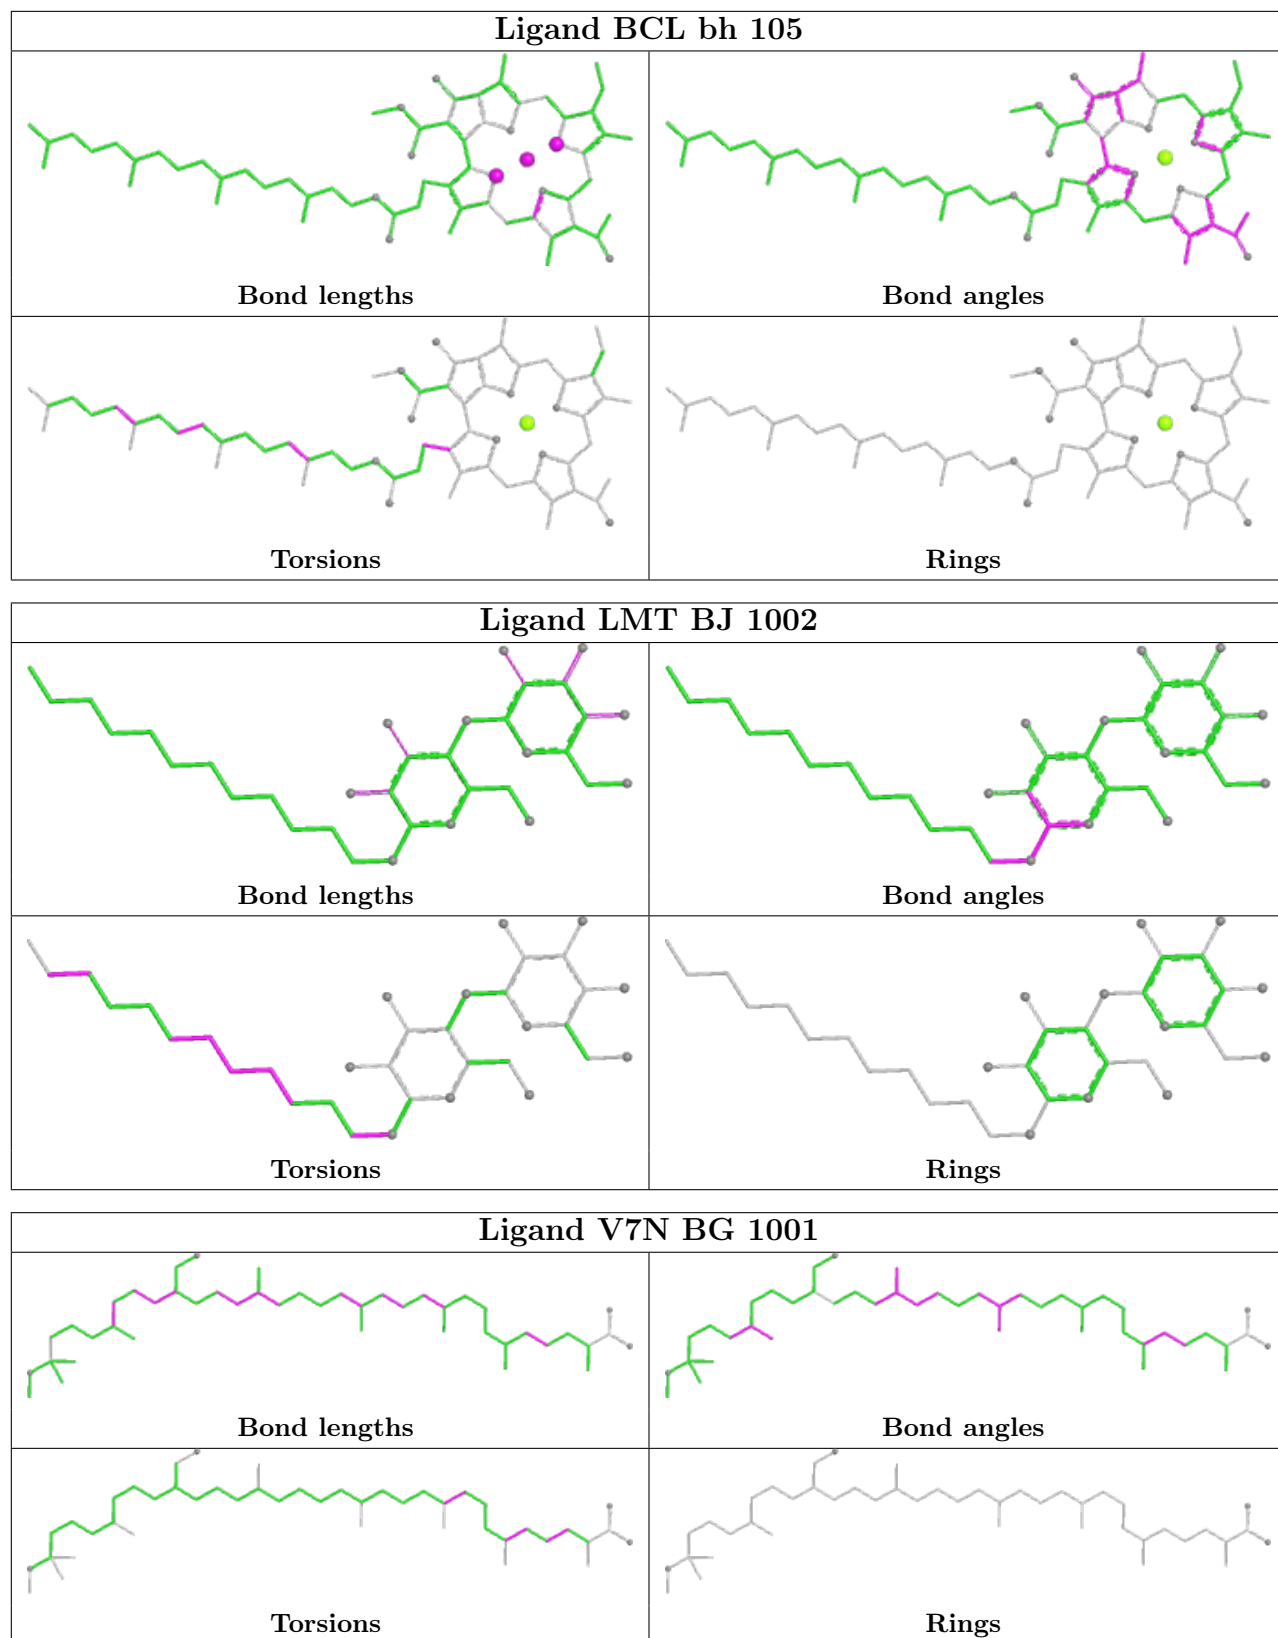 Ligand BCL bh 105
Bond lengths
Bond angles
Torsions
Rings
Ligand LMT BJ 1002
Bond lengths
Bond angles
Torsions
Rings
Ligand V7N BG 1001
Bond lengths
Bond angles
Torsions
Rings